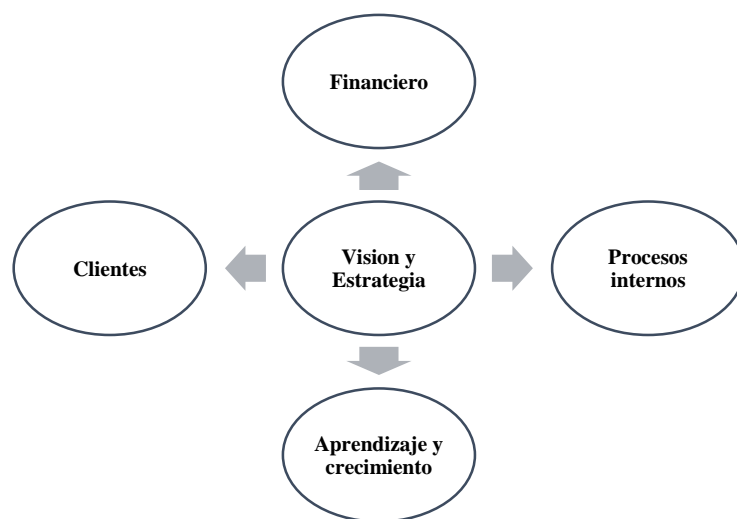 Financiero
Clientes
Vision y
Estrategia
Procesos
internos
Aprendizaje y
crecimiento